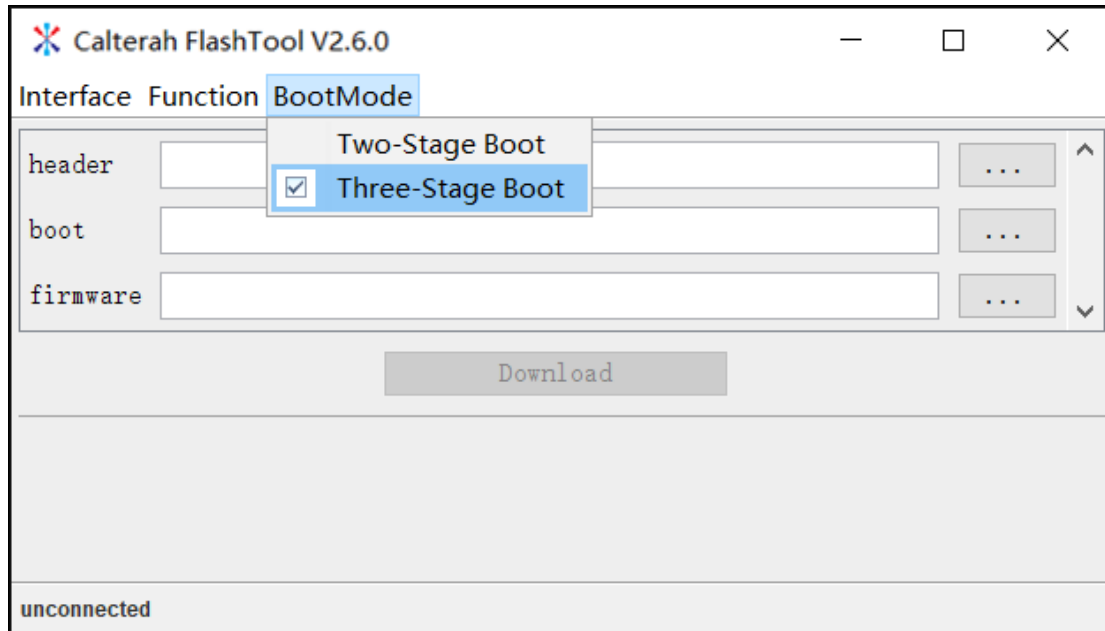 Calterah FlashTool V2.6.0
Interface Function BootMode
Two-Stage Boot
header ...
Three-Stage Boot
boot ...
firmware ...
Download
unconnected